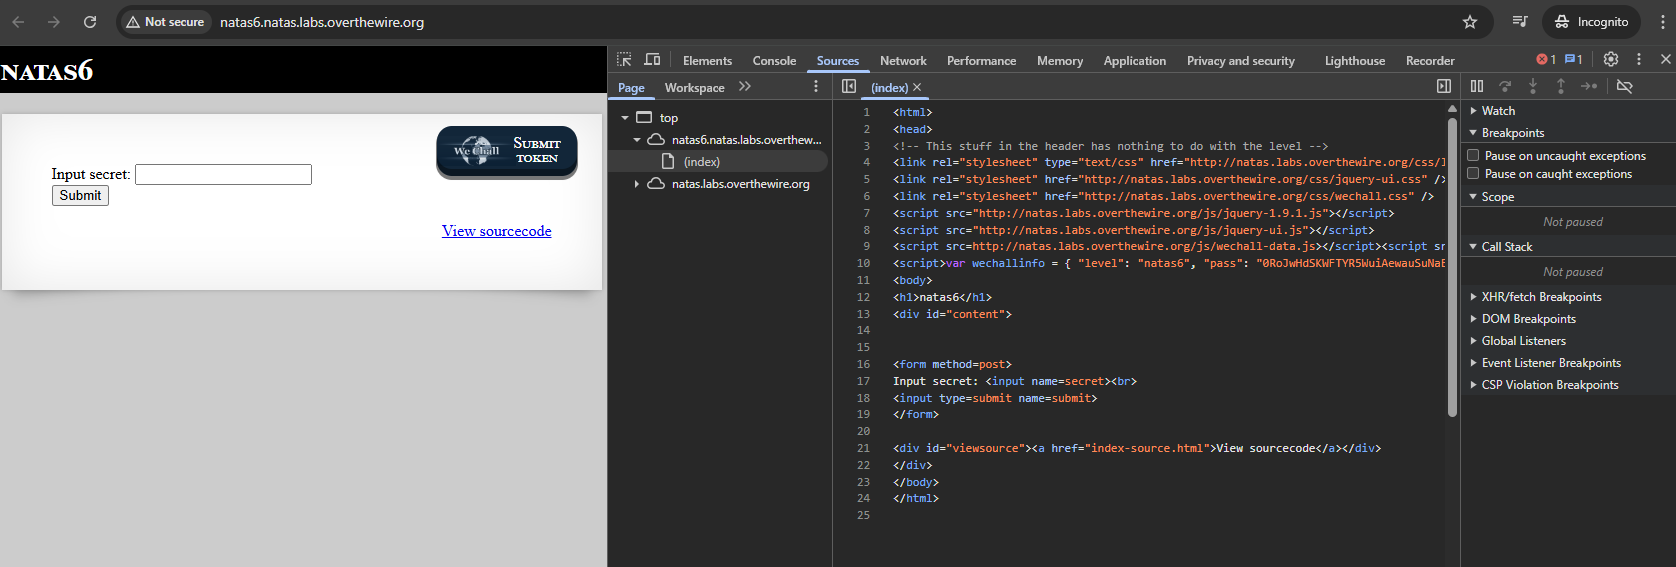 Not secure natas6.natas.labs.overthewire.org Incognito
NATAS6
We Chall SUBMIT TOKEN
Input secret:
Submit
View sourcecode
Elements Console Sources Network Performance Memory Application Privacy and security Lighthouse Recorder 1 1
Page Workspace
(index)
top
natas6.natas.labs.overthew...
(index)
natas.labs.overthewire.org
1 <html>
2 <head>
3 <!-- This stuff in the header has nothing to do with the level -->
4 <link rel="stylesheet" type="text/css" href="http://natas.labs.overthewire.org/css/
5 <link rel="stylesheet" href="http://natas.labs.overthewire.org/css/jquery-ui.css" />
6 <link rel="stylesheet" href="http://natas.labs.overthewire.org/css/wechall.css" />
7 <script src="http://natas.labs.overthewire.org/js/jquery-1.9.1.js"></script>
8 <script src="http://natas.labs.overthewire.org/js/jquery-ui.js"></script>
9 <script src=http://natas.labs.overthewire.org/js/wechall-data.js></script><script sr
10 <script>var wechallinfo = { "level": "natas6", "pass": "0RoJwHdSKWFTYR5WuiAewauSuNaB
11 <body>
12 <h1>natas6</h1>
13 <div id="content">
14
15
16 <form method=post>
17 Input secret: <input name=secret><br>
18 <input type=submit name=submit>
19 </form>
20
21 <div id="viewsource"><a href="index-source.html">View sourcecode</a></div>
22 </div>
23 </body>
24 </html>
25
Watch
Breakpoints
Pause on uncaught exceptions
Pause on caught exceptions
Scope
Not paused
Call Stack
Not paused
XHR/fetch Breakpoints
DOM Breakpoints
Global Listeners
Event Listener Breakpoints
CSP Violation Breakpoints